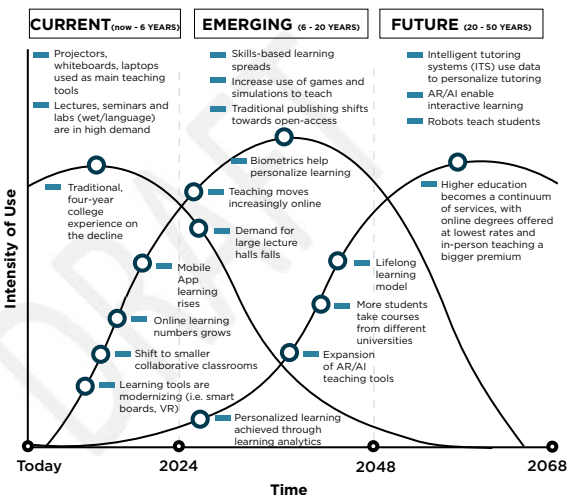 CURRENT (now - 6 YEARS)
EMERGING (6 - 20 YEARS)
FUTURE (20 - 50 YEARS)
Projectors,
whiteboards, laptops
used as main teaching
tools
Lectures, seminars and
labs (wet/language)
are in high demand
Skills-based learning
spreads
Increase use of games and
simulations to teach
Traditional publishing shifts
towards open-access
Intelligent tutoring
systems (ITS) use data
to personalize tutoring
AR/AI enable
interactive learning
Robots teach students
Biometrics help
personalize learning
Traditional,
four-year
college
experience on
the decline
Teaching moves
increasingly online
Higher education
becomes a continuum
of services, with
online degrees offered
at lowest rates and
in-person teaching a
bigger premium
Demand for
large lecture
halls falls
Mobile
App
learning
rises
Lifelong
learning
model
Online learning
numbers grows
More students
take courses
from different
universities
Shift to smaller
collaborative classrooms
Expansion
of AR/AI
teaching tools
Learning tools are
modernizing (i.e. smart
boards, VR)
Personalized learning
achieved through
learning analytics
Intensity of Use
Today
2024
2048
2068
Time
DRAFT